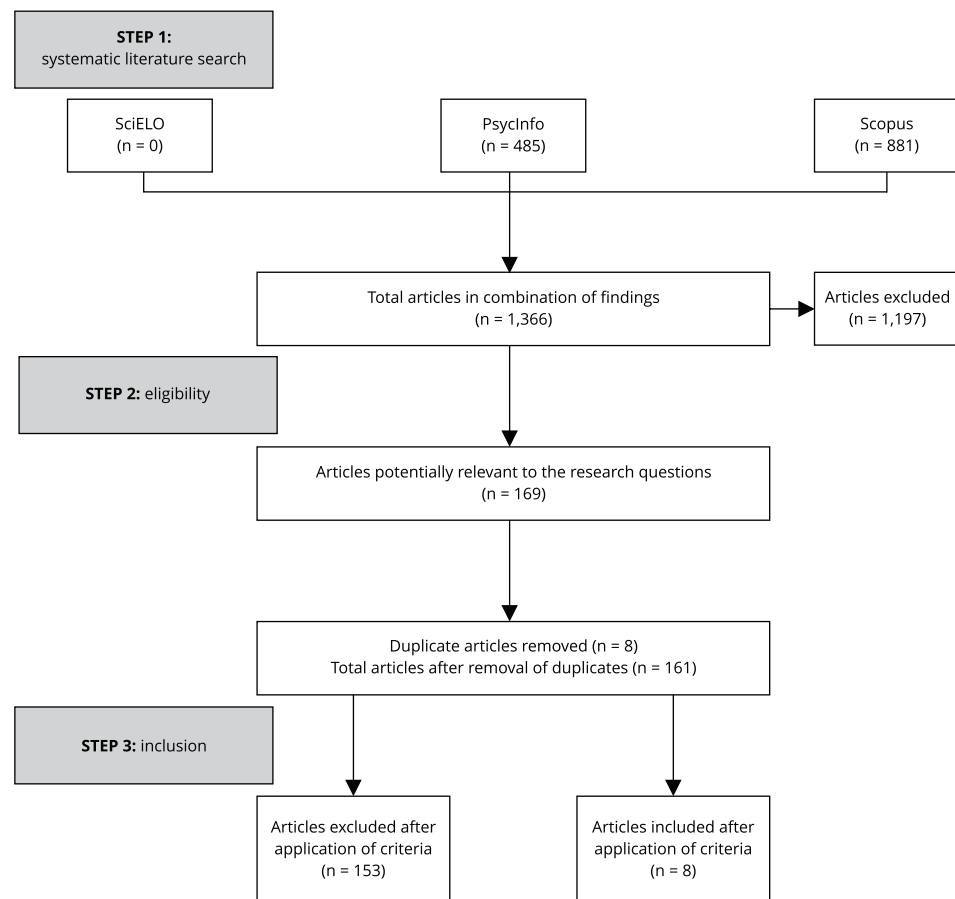 STEP 1:
systematic literature search
SciELO
(n = 0)
PsycInfo
(n = 485)
Scopus
(n = 881)
Total articles in combination of findings
(n = 1,366)
Articles excluded
(n = 1,197)
STEP 2: eligibility
Articles potentially relevant to the research questions
(n = 169)
Duplicate articles removed (n = 8)
Total articles after removal of duplicates (n = 161)
STEP 3: inclusion
Articles excluded after
application of criteria
(n = 153)
Articles included after
application of criteria
(n = 8)